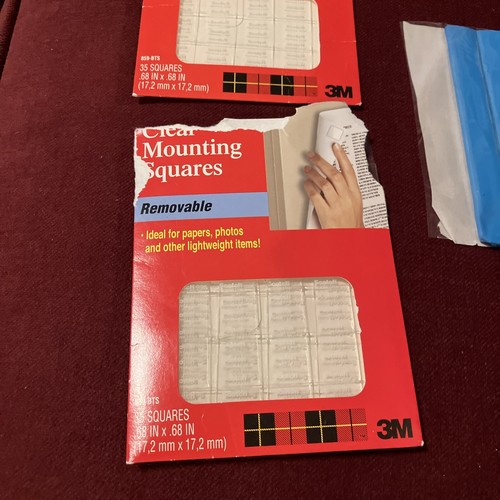 859-BTS
35 SQUARES
.68 IN x .68 IN
(17,2 mm x 17,2 mm)
3M
Clear
Mounting
Squares
Removable
• Ideal for papers, photos
and other lightweight items!
-BTS
SQUARES
68 IN x .68 IN
(17,2 mm x 17,2 mm)
3M